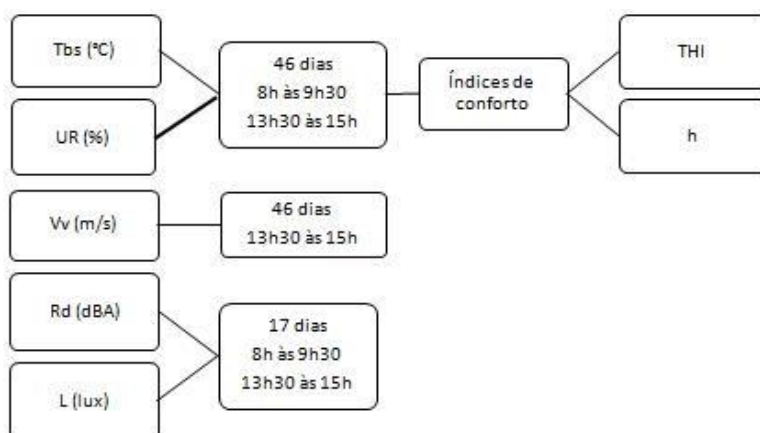 Tbs (°C)
UR (%)
46 dias
8h às 9h30
13h30 às 15h
Índices de
conforto
THI
h
Vv (m/s)
46 dias
13h30 às 15h
Rd (dBA)
L (lux)
17 dias
8h às 9h30
13h30 às 15h